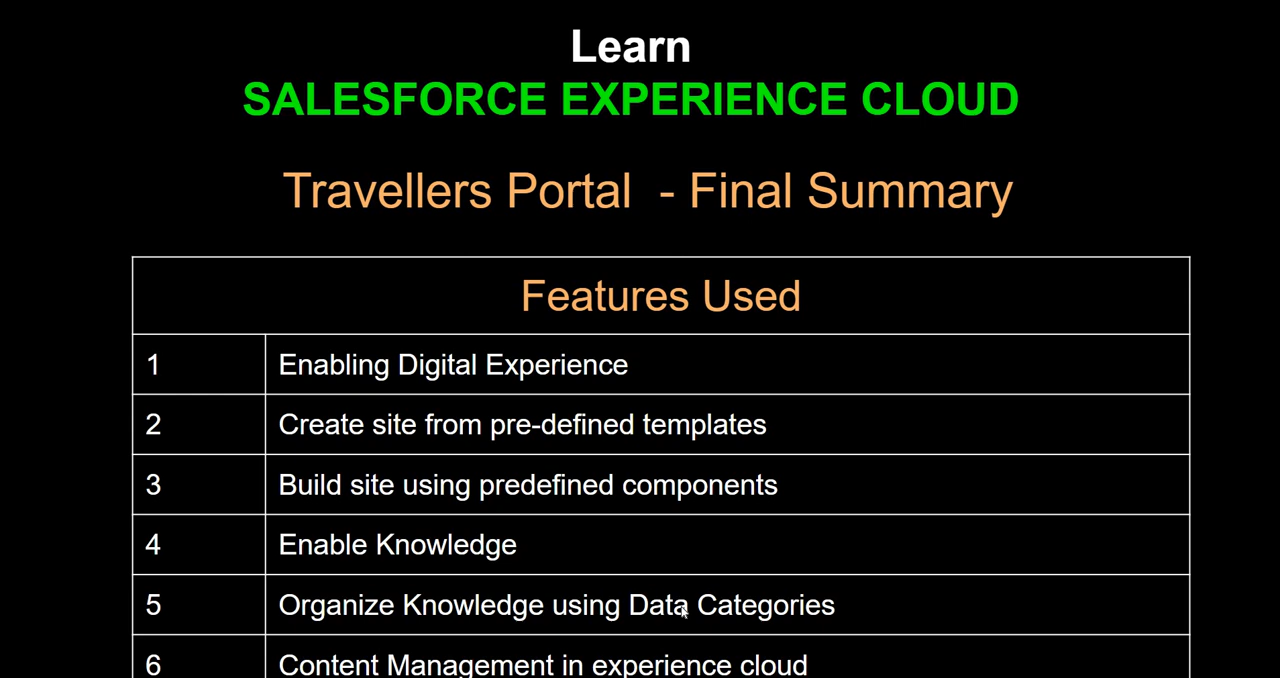 Learn
SALESFORCE EXPERIENCE CLOUD
Travellers Portal - Final Summary
Features Used
1 Enabling Digital Experience
2 Create site from pre-defined templates
3 Build site using predefined components
4 Enable Knowledge
5 Organize Knowledge using Data Categories
6 Content Management in experience cloud